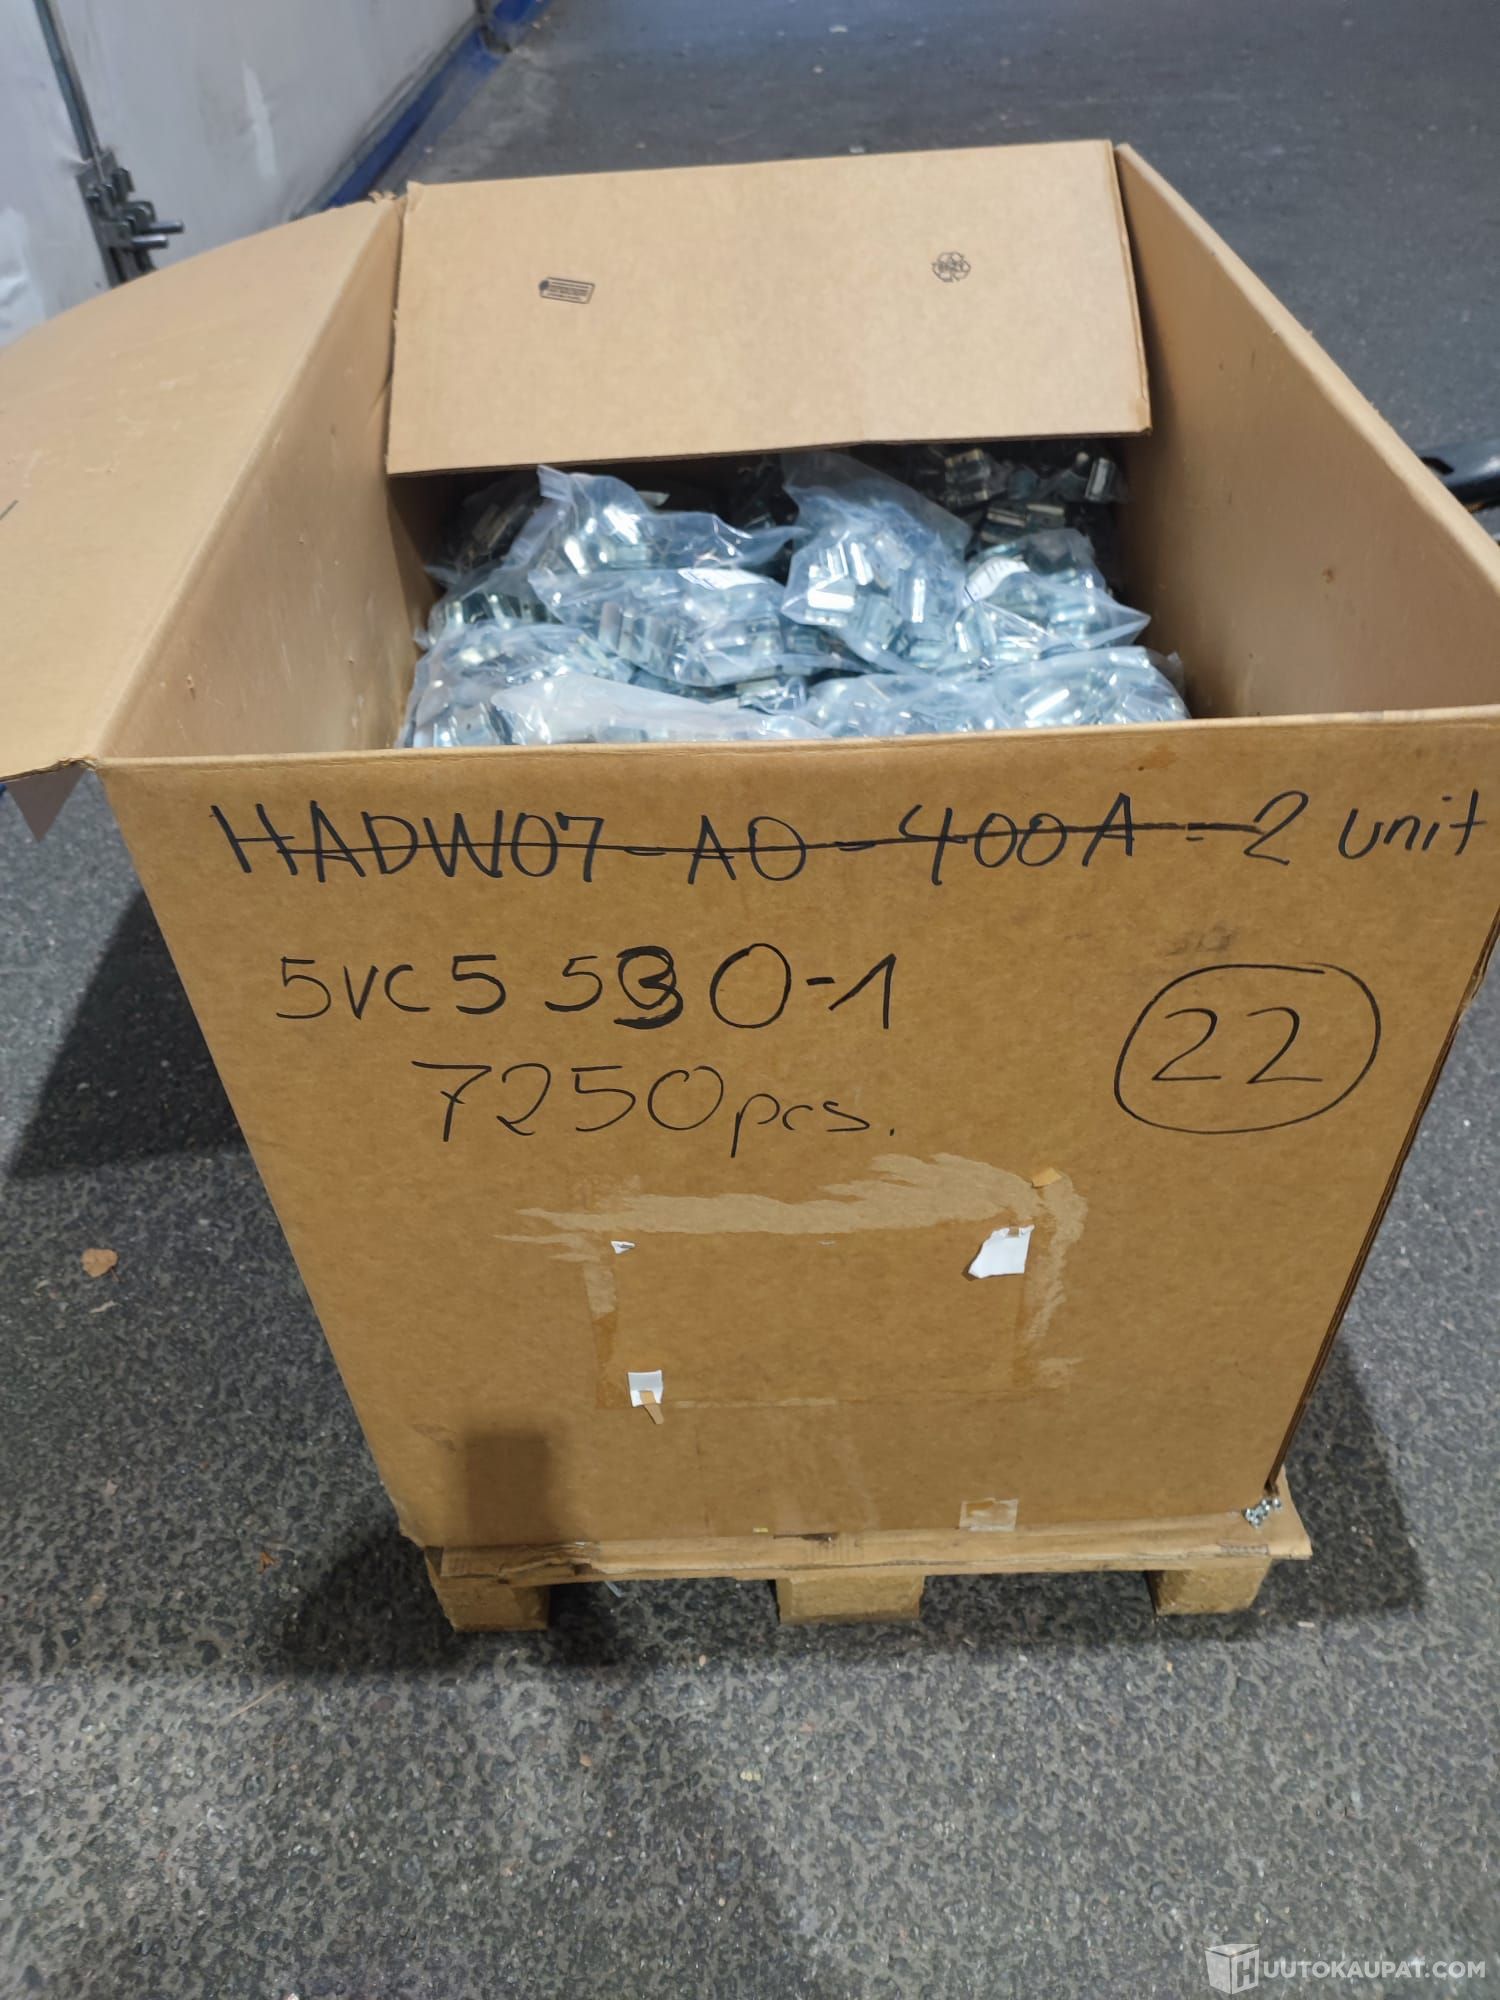 HADW07-A0-400A=2 unit
5VC5530-1
7250pcs.
22
HUUTOKAUPAT.COM